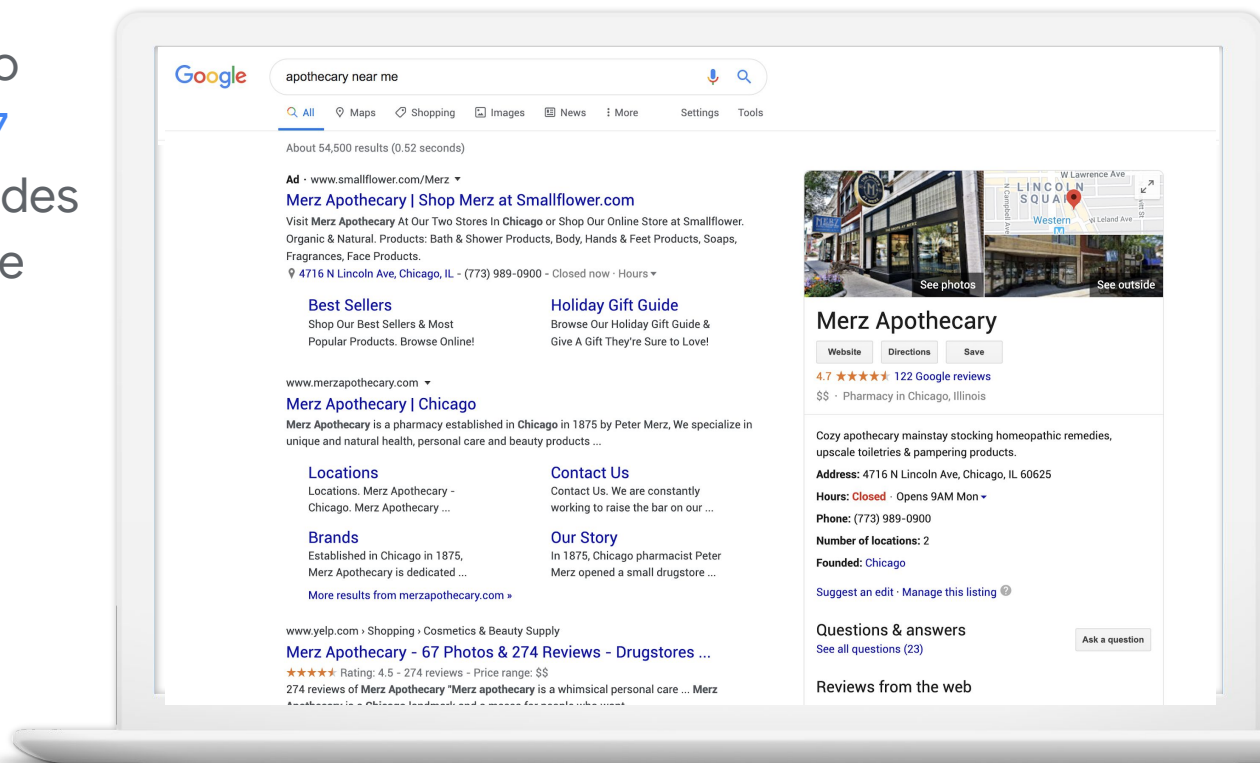 des
Google
apothecary near me
All Maps Shopping Images News More Settings Tools
About 54,500 results (0.52 seconds)
Ad · www.smallflower.com/Merz
Merz Apothecary | Shop Merz at Smallflower.com
Visit Merz Apothecary At Our Two Stores In Chicago or Shop Our Online Store at Smallflower.
Organic & Natural. Products: Bath & Shower Products, Body, Hands & Feet Products, Soaps,
Fragrances, Face Products.
4716 N Lincoln Ave, Chicago, IL - (773) 989-0900 - Closed now · Hours
Best Sellers
Shop Our Best Sellers & Most
Popular Products. Browse Online!
Holiday Gift Guide
Browse Our Holiday Gift Guide &
Give A Gift They're Sure to Love!
www.merzapothecary.com
Merz Apothecary | Chicago
Merz Apothecary is a pharmacy established in Chicago in 1875 by Peter Merz, We specialize in
unique and natural health, personal care and beauty products ...
Locations
Locations. Merz Apothecary -
Chicago. Merz Apothecary ...
Contact Us
Contact Us. We are constantly
working to raise the bar on our ...
Brands
Established in Chicago in 1875,
Merz Apothecary is dedicated ...
Our Story
In 1875, Chicago pharmacist Peter
Merz opened a small drugstore ...
More results from merzapothecary.com »
www.yelp.com › Shopping › Cosmetics & Beauty Supply
Merz Apothecary - 67 Photos & 274 Reviews - Drugstores ...
Rating: 4.5 - 274 reviews - Price range: $$
274 reviews of Merz Apothecary "Merz apothecary is a whimsical personal care ... Merz
MERZ
W Lawrence Ave
LINCOLN
SQUARE
N Campbell Ave
Western
W Leland Ave
See photos
See outside
Merz Apothecary
Website Directions Save
4.7 122 Google reviews
$$ · Pharmacy in Chicago, Illinois
Cozy apothecary mainstay stocking homeopathic remedies,
upscale toiletries & pampering products.
Address: 4716 N Lincoln Ave, Chicago, IL 60625
Hours: Closed · Opens 9AM Mon
Phone: (773) 989-0900
Number of locations: 2
Founded: Chicago
Suggest an edit · Manage this listing
Questions & answers
See all questions (23)
Ask a question
Reviews from the web